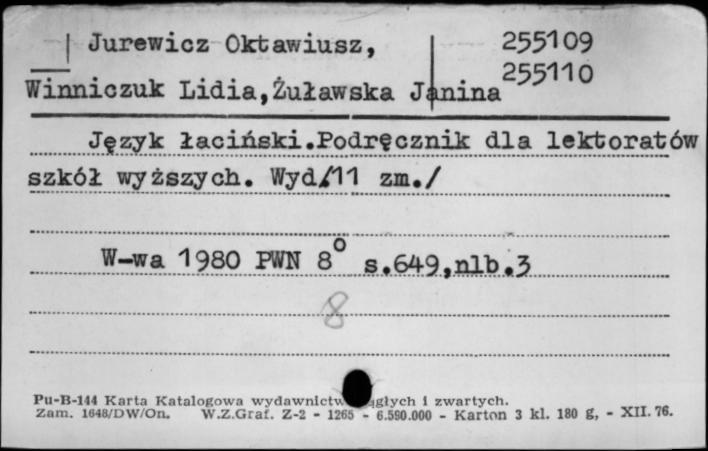 Jurewicz Oktawiusz, 255109
255110
Winniczuk Lidia,Żuławska Janina
Język łaciński.Podręcznik dla lektoratów
szkół wyższych. Wyd./11 zm./
W-wa 1980 PWN 8° s.649,nlb.3
8
Pu-B-144 Karta Katalogowa wydawnictw i zwartych.
Zam. 1648/DW/On. W.Z.Graf. Z-2 - 1265 - 6.590.000 - Karton 3 kl. 180 g, - XII. 76.